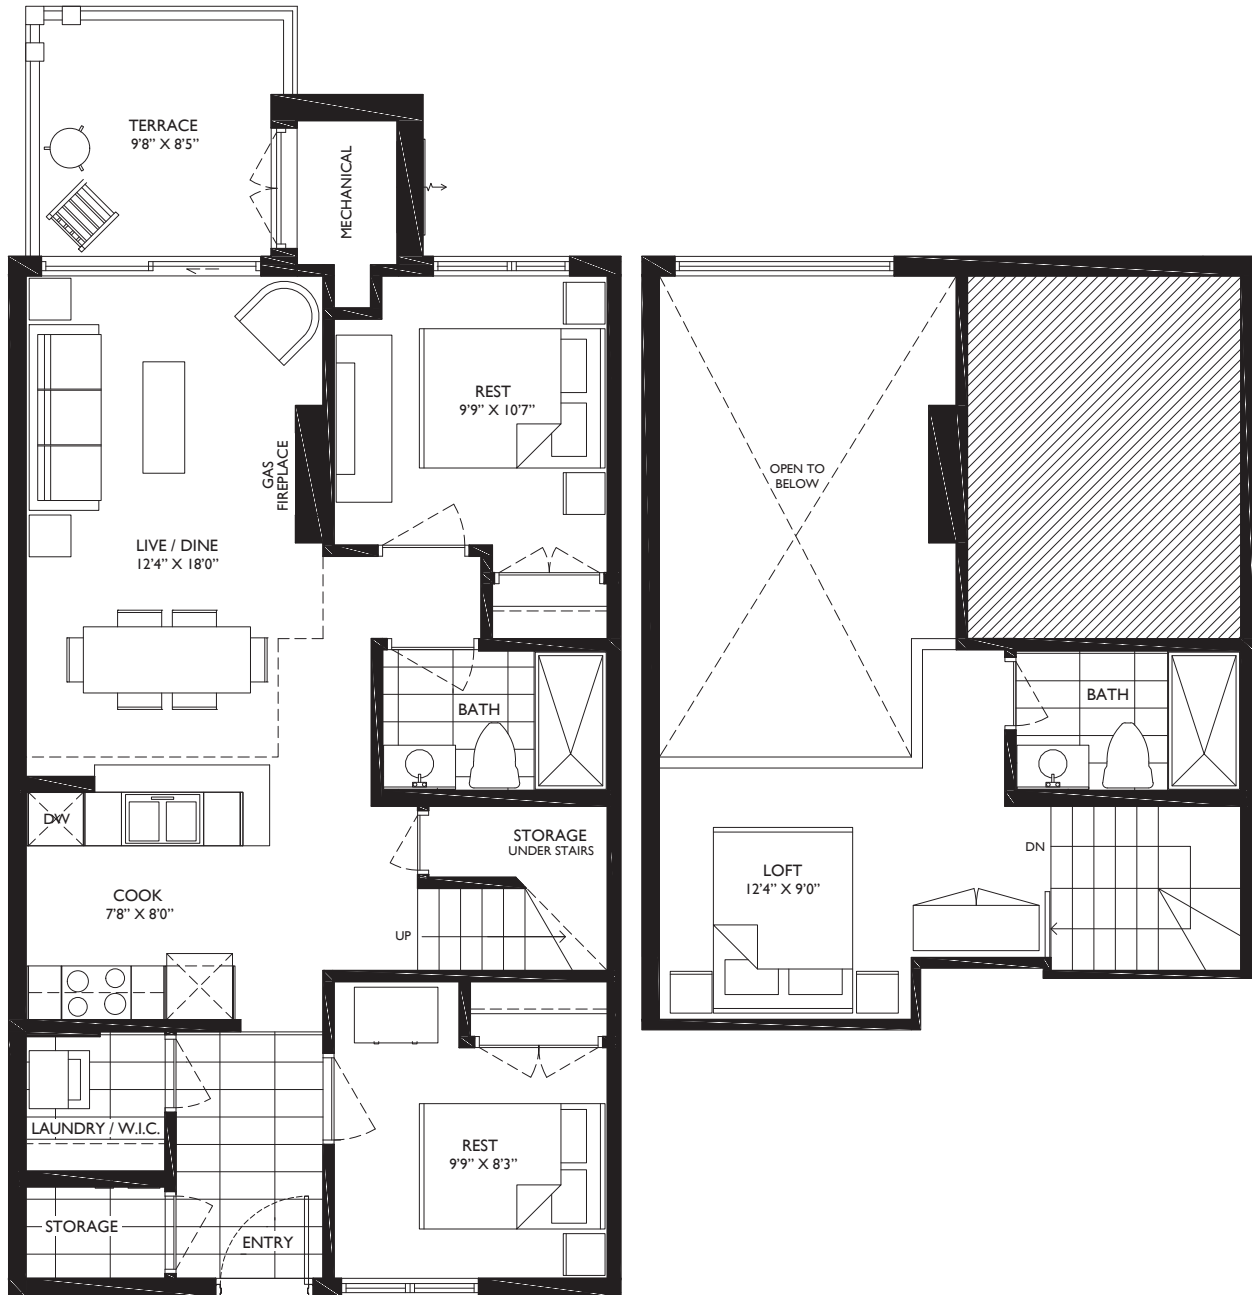 TERRACE
9’8” X 8’5”
MECHANICAL
REST
9’9” X 10’7”
GAS
FIREPLACE
LIVE / DINE
12’4” X 18’0”
BATH
DW
STORAGE
UNDER STAIRS
COOK
7’8” X 8’0”
UP
LAUNDRY / W.I.C.
REST
9’9” X 8’3”
STORAGE
ENTRY
OPEN TO
BELOW
BATH
DN
LOFT
12’4” X 9’0”